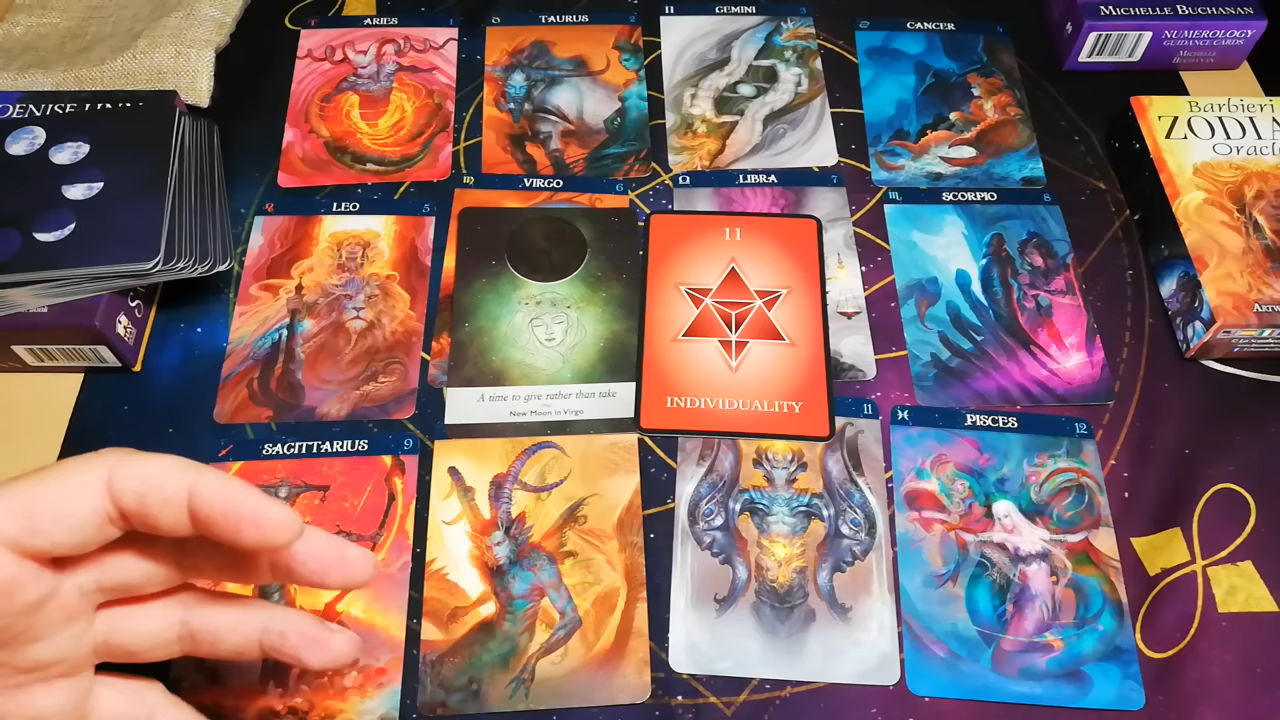 ARIES 1
TAURUS 2
GEMINI 3
CANCER
MICHELLE BUCHANAN
NUMEROLOGY
GUIDANCE CARDS
MICHELLE
BUCHANAN
DENISE LINN
Barbieri
ZODIA
Oracle
LEO 5
VIRGO 6
LIBRA 7
SCORPIO 8
11
INDIVIDUALITY
A time to give rather than take
New Moon in Virgo
SAGITTARIUS 9
11
PISCES 12